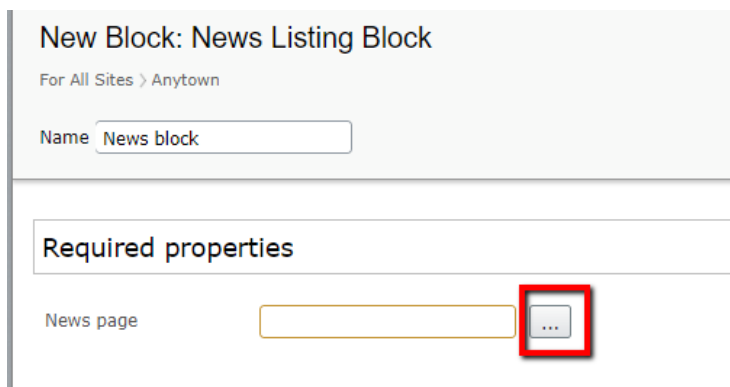 New Block: News Listing Block
For All Sites > Anytown
Name News block
Required properties
News page ...